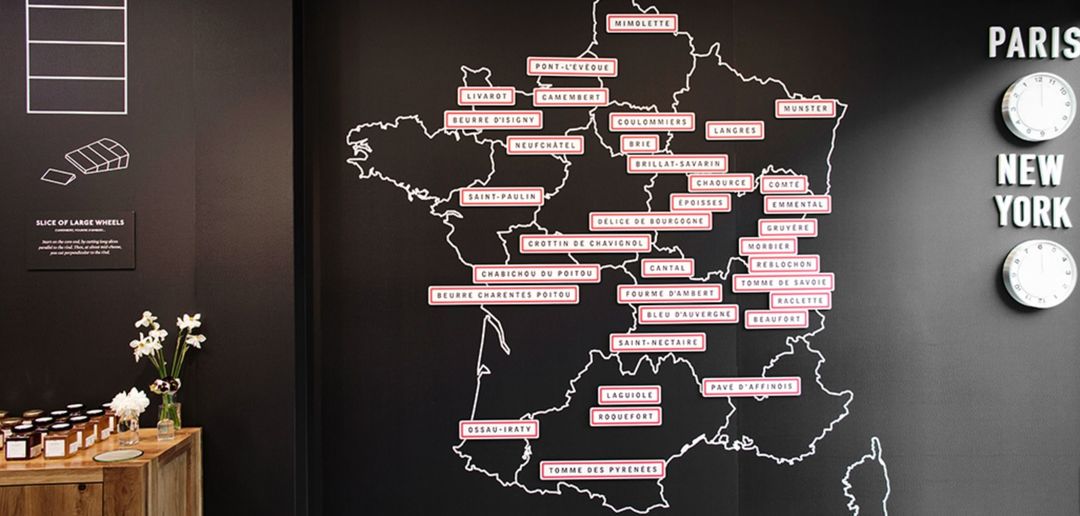 MIMOLETTE
PONT-L'ÉVÊQUE
LIVAROT
CAMEMBERT
BEURRE D'ISIGNY
COULOMMIERS
MUNSTER
LANGRES
NEUFCHÂTEL
BRIE
BRILLAT-SAVARIN
CHAOURCE
COMTÉ
SAINT-PAULIN
ÉPOISSES
EMMENTAL
DÉLICE DE BOURGOGNE
GRUYÈRE
CROTTIN DE CHAVIGNOL
MORBIER
CHABICHOU DU POITOU
CANTAL
REBLOCHON
TOMME DE SAVOIE
BEURRE CHARENTES POITOU
FOURME D'AMBERT
RACLETTE
BLEU D'AUVERGNE
BEAUFORT
SAINT-NECTAIRE
PAVÉ D'AFFINOIS
LAGUIOLE
ROQUEFORT
OSSAU-IRATY
TOMME DES PYRÉNÉES
PARIS
NEW
YORK
SLICE OF LARGE WHEELS